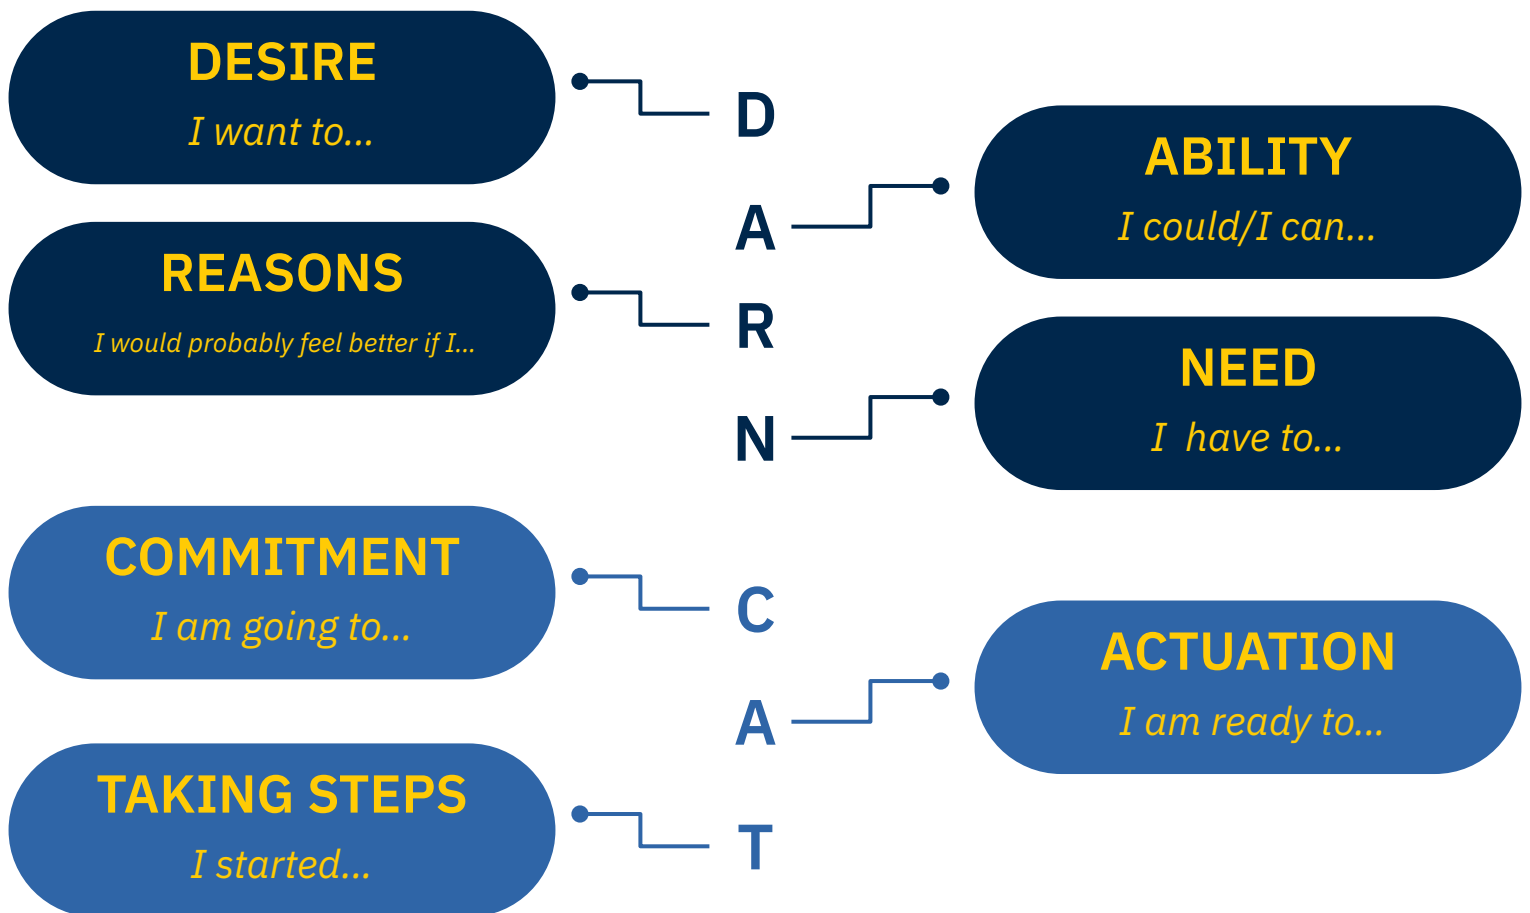 DESIRE
I want to...
D
ABILITY
I could/I can...
A
REASONS
I would probably feel better if I...
R
NEED
I  have to...
N
COMMITMENT
I am going to...
C
ACTUATION
I am ready to...
A
TAKING STEPS
I started...
T